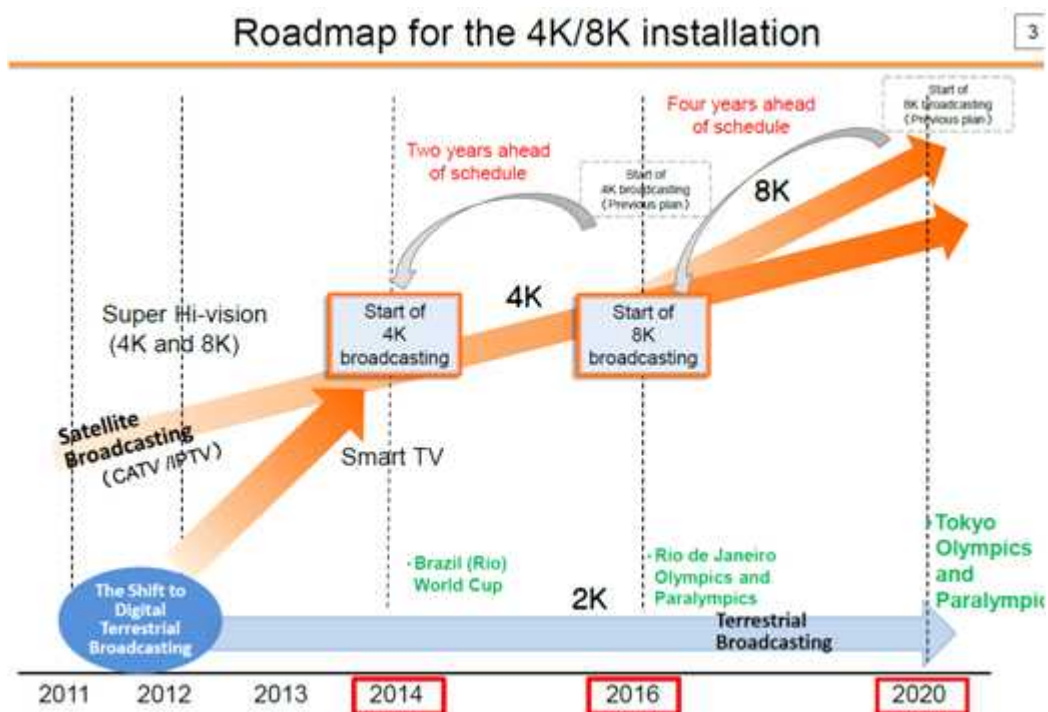 Roadmap for the 4K/8K installation
3
Start of
8K broadcasting
(Previous plan)
Four years ahead
of schedule
Two years ahead
of schedule
Start of
4K broadcasting
(Previous plan)
8K
4K
Super Hi-vision
(4K and 8K)
Start of
4K
broadcasting
Start of
8K
broadcasting
Satellite
Broadcasting
(CATV /IPTV)
Smart TV
・Brazil (Rio)
World Cup
・Rio de Janeiro
Olympics and
Paralympics
・Tokyo
Olympics
and
Paralympic
The Shift to
Digital
Terrestrial
Broadcasting
2K
Terrestrial
Broadcasting
2011
2012
2013
2014
2016
2020